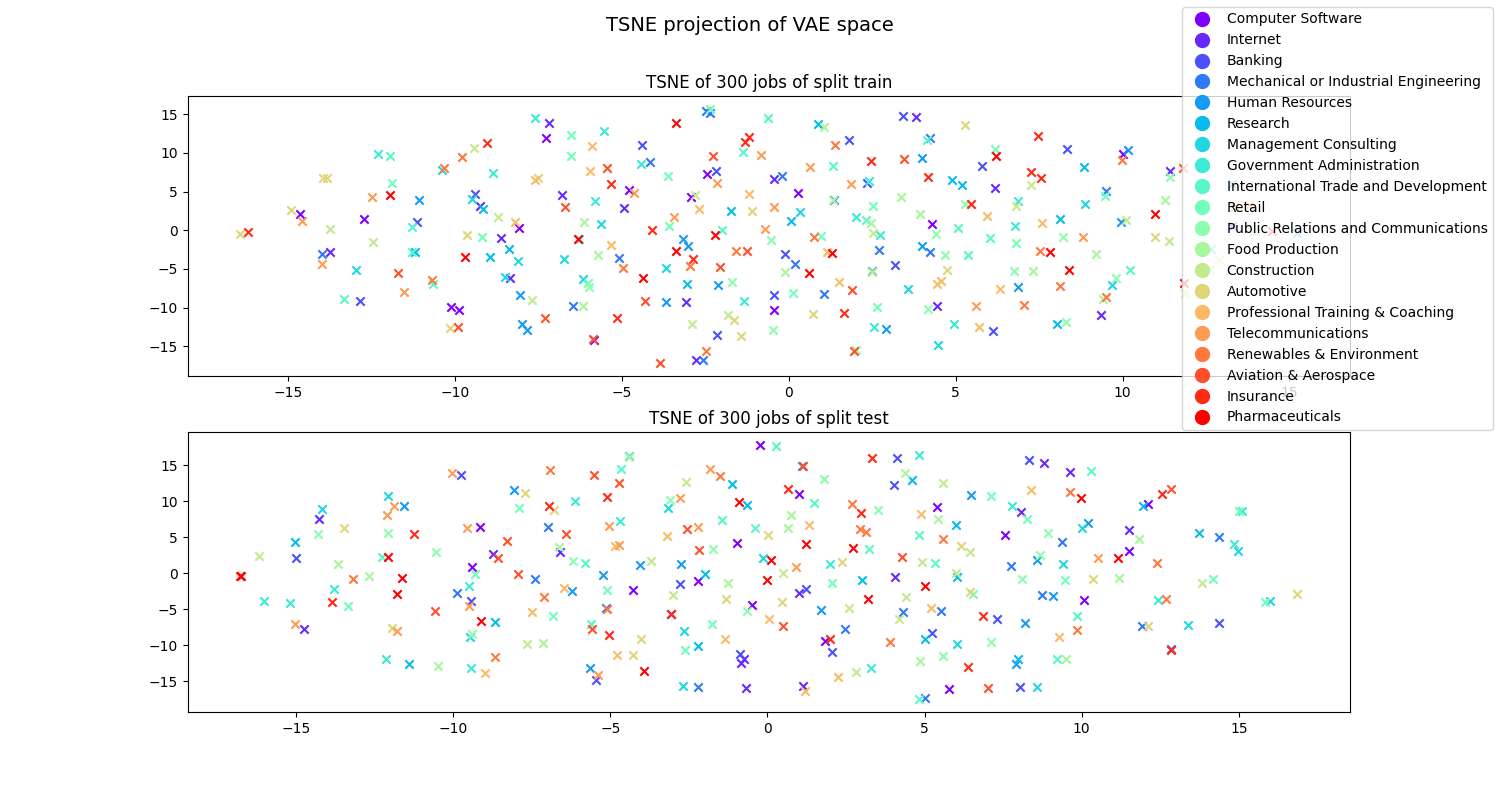 TSNE projection of VAE space
TSNE of 300 jobs of split train
15
10
5
0
−5
−10
−15
−15
−10
−5
0
5
10
15
Computer Software
Internet
Banking
Mechanical or Industrial Engineering
Human Resources
Research
Management Consulting
Government Administration
International Trade and Development
Retail
Public Relations and Communications
Food Production
Construction
Automotive
Professional Training & Coaching
Telecommunications
Renewables & Environment
Aviation & Aerospace
Insurance
Pharmaceuticals
TSNE of 300 jobs of split test
15
10
5
0
−5
−10
−15
−15
−10
−5
0
5
10
15